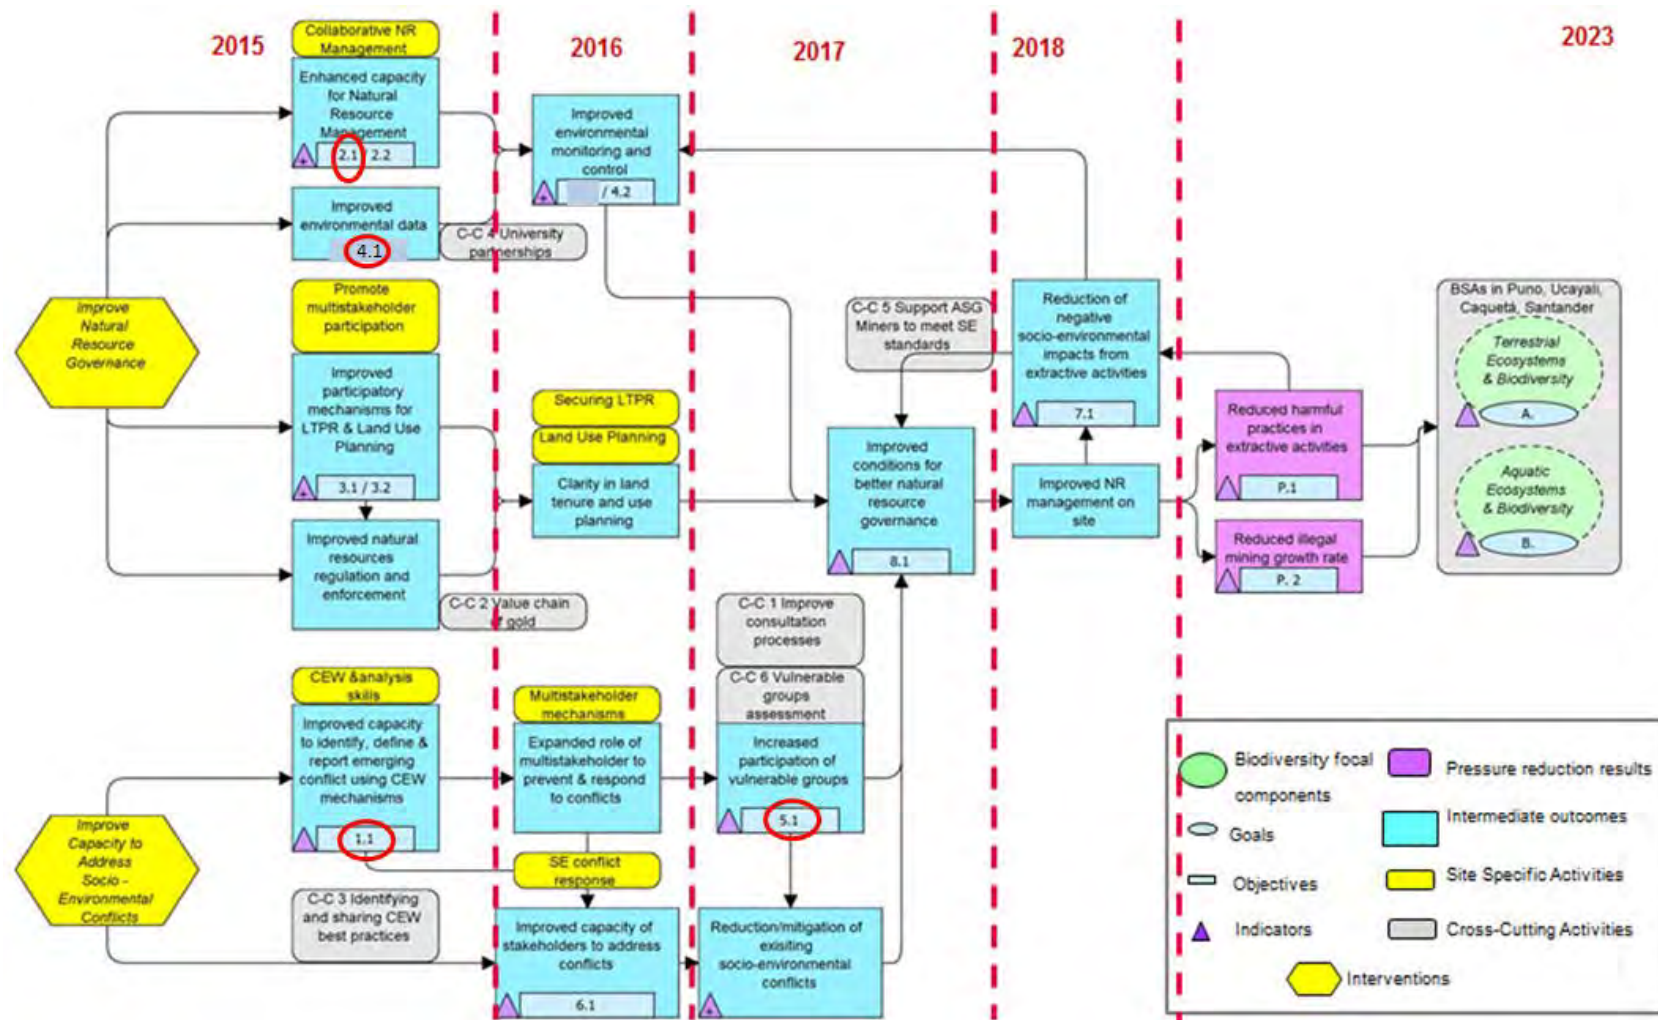 2015
2016
2017
2018
2023
Collaborative NR
Management
Enhanced capacity
for Natural
Resource
Management
2.1 / 2.2
Improved
environmental data
4.1
C-C 4 University
partnerships
Improved
environmental
monitoring and
control
/ 4.2
Improve
Natural
Resource
Governance
Promote
multistakeholder
participation
Improved
participatory
mechanisms for
LTPR & Land Use
Planning
3.1 / 3.2
Improved natural
resources
regulation and
enforcement
C-C 2 Value chain
of gold
Securing LTPR
Land Use Planning
Clarity in land
tenure and use
planning
C-C 5 Support ASG
Miners to meet SE
standards
Improved
conditions for
better natural
resource
governance
8.1
Reduction of
negative
socio-environmental
impacts from
extractive activities
7.1
Improved NR
management on
site
Reduced harmful
practices in
extractive activities
P.1
Reduced illegal
mining growth rate
P. 2
BSAs in Puno, Ucayali,
Caquetá, Santander
Terrestrial
Ecosystems
& Biodiversity
A.
Aquatic
Ecosystems
& Biodiversity
B.
Improve
Capacity to
Address
Socio -
Environmental
Conflicts
CEW &analysis
skills
Improved capacity
to identify, define &
report emerging
conflict using CEW
mechanisms
1.1
C-C 3 Identifying
and sharing CEW
best practices
Multistakeholder
mechanisms
Expanded role of
multistakeholder to
prevent & respond
to conflicts
SE conflict
response
Improved capacity of
stakeholders to address
conflicts
6.1
C-C 1 Improve
consultation
processes
C-C 6 Vulnerable
groups
assessment
Increased
participation of
vulnerable groups
5.1
Reduction/mitigation of
exisiting
socio-environmental
conflicts
Biodiversity focal
components
Goals
Objectives
Indicators
Interventions
Pressure reduction results
Intermediate outcomes
Site Specific Activities
Cross-Cutting Activities